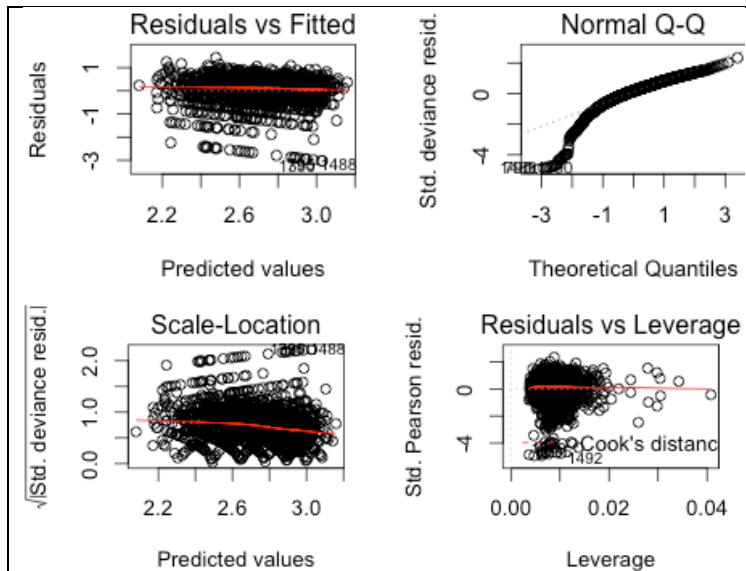 Residuals vs Fitted
Residuals
1
-1
-3
1488
2.2 2.6 3.0
Predicted values
Normal Q-Q
Std. deviance resid.
0
-4
-3 -1 1 3
Theoretical Quantiles
Scale-Location
√|Std. deviance resid.|
2.0
1.0
0.0
1488
2.2 2.6 3.0
Predicted values
Residuals vs Leverage
Std. Pearson resid.
0
-4
Cook's distanc
1492
0.00 0.02 0.04
Leverage